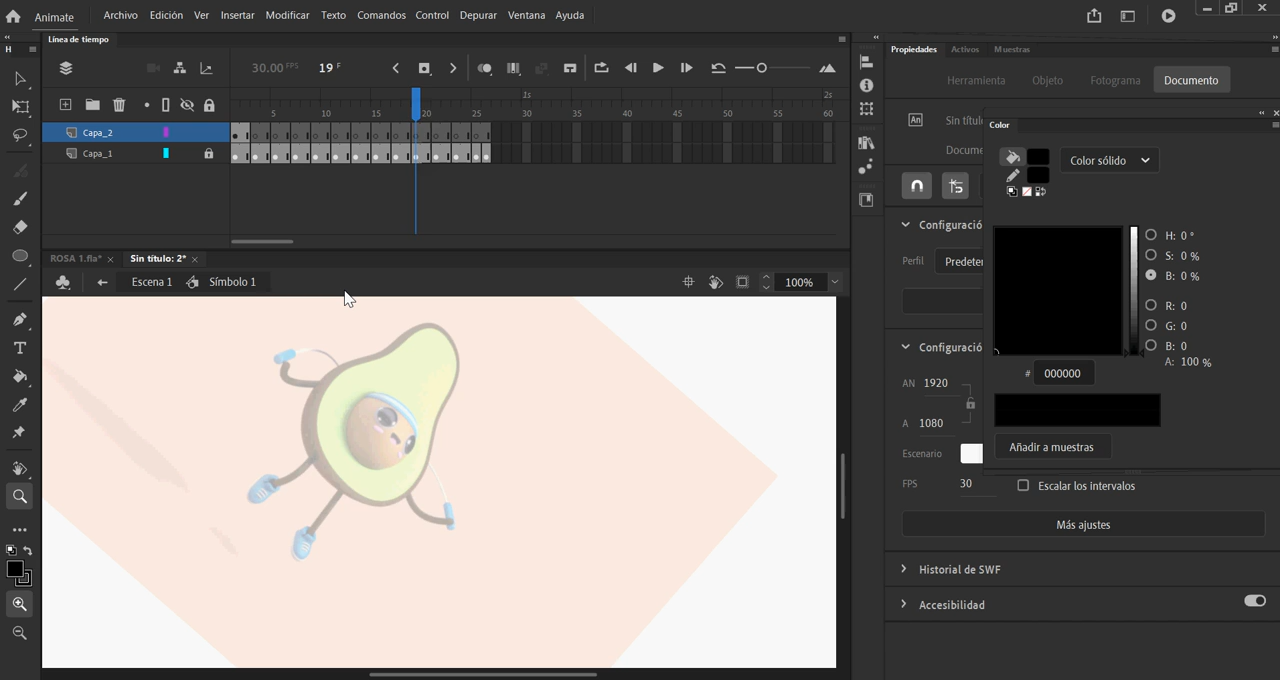 Animate
Archivo Edición Ver Insertar Modificar Texto Comandos Control Depurar Ventana Ayuda
H
Línea de tiempo
30.00 FPS 19 F
1s 2s
5 10 15 20 25 30 35 40 45 50 55 60
Capa_2
Capa_1
ROSA 1.fla* Sin título: 2*
Escena 1 Símbolo 1 100%
Propiedades Activos Muestras
Herramienta Objeto Fotograma Documento
An Sin títul
Docume
Configuració
Perfil Predeter
Configuració
AN 1920
A 1080
Escenario
FPS 30 Escalar los intervalos
Más ajustes
Historial de SWF
Accesibilidad
Color
Color sólido
H: 0 °
S: 0 %
B: 0 %
R: 0
G: 0
B: 0
A: 100 %
# 000000
Añadir a muestras